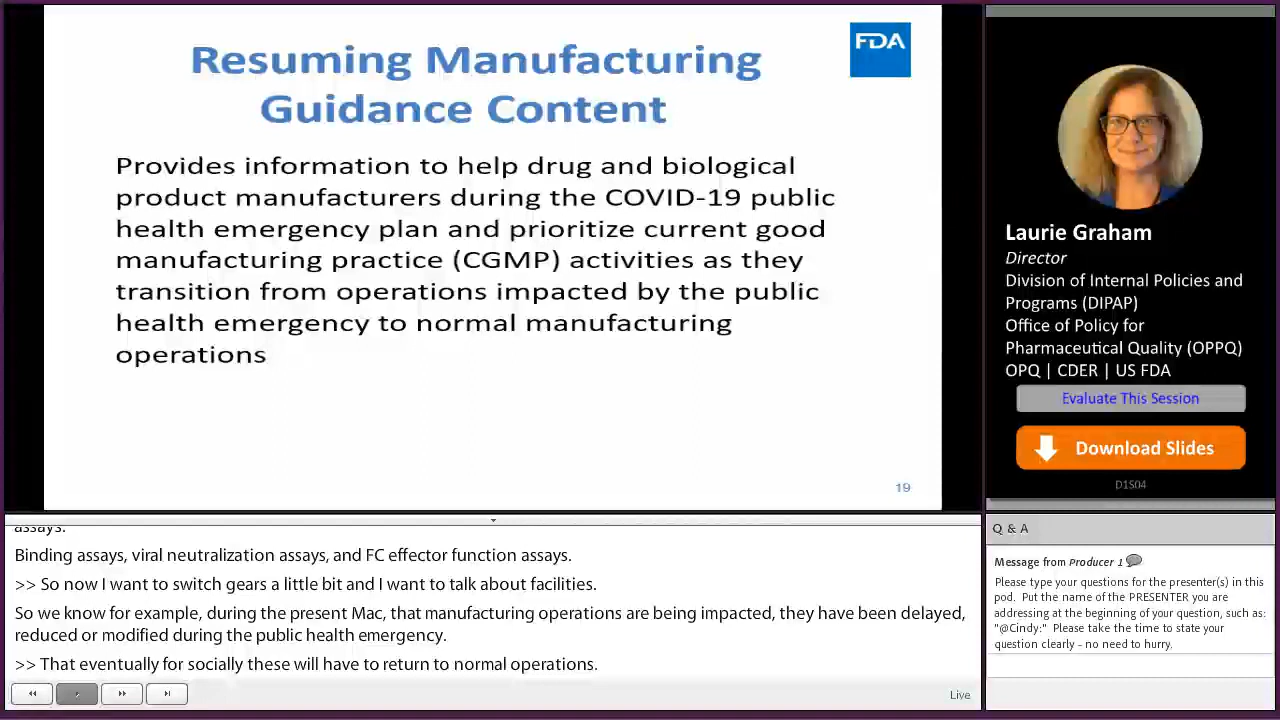 Resuming Manufacturing
Guidance Content
FDA
Provides information to help drug and biological
product manufacturers during the COVID-19 public
health emergency plan and prioritize current good
manufacturing practice (CGMP) activities as they
transition from operations impacted by the public
health emergency to normal manufacturing
operations
19
Laurie Graham
Director
Division of Internal Policies and
Programs (DIPAP)
Office of Policy for
Pharmaceutical Quality (OPPQ)
OPQ | CDER | US FDA
Evaluate This Session
Download Slides
D1S04
assays.
Binding assays, viral neutralization assays, and FC effector function assays.
>> So now I want to switch gears a little bit and I want to talk about facilities.
So we know for example, during the present Mac, that manufacturing operations are being impacted, they have been delayed,
reduced or modified during the public health emergency.
>> That eventually for socially these will have to return to normal operations.
Live
Q & A
Message from Producer 1
Please type your questions for the presenter(s) in this
pod. Put the name of the PRESENTER you are
addressing at the beginning of your question, such as:
"@Cindy:" Please take the time to state your
question clearly - no need to hurry.